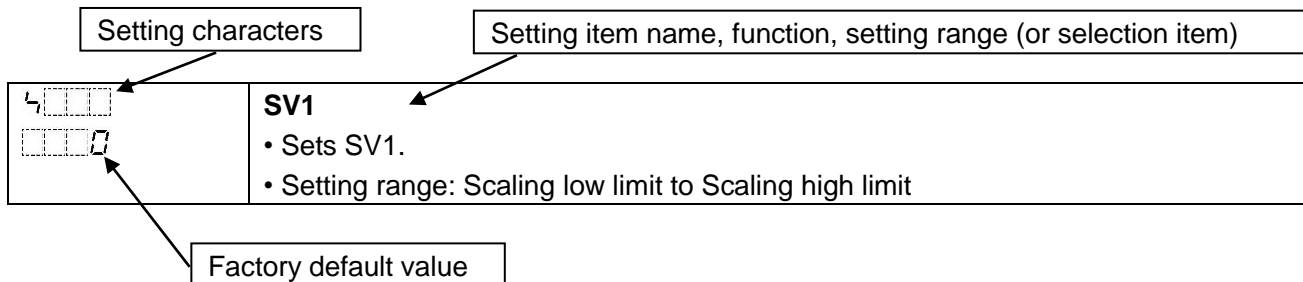 Setting characters
Setting item name, function, setting range (or selection item)
SV1
0
• Sets SV1.
• Setting range: Scaling low limit to Scaling high limit
Factory default value